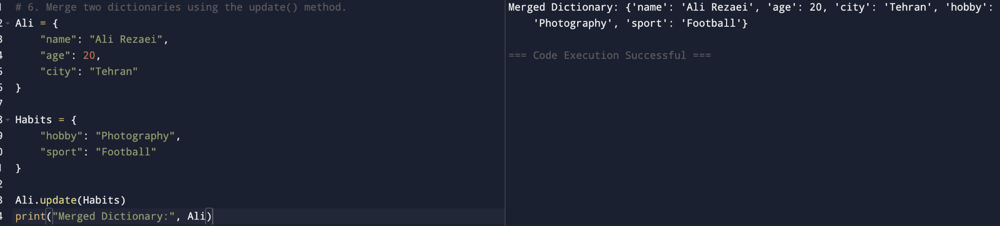 # 6. Merge two dictionaries using the update() method.
Ali = {
    "name": "Ali Rezaei",
    "age": 20,
    "city": "Tehran"
}
Habits = {
    "hobby": "Photography",
    "sport": "Football"
}
Ali.update(Habits)
print("Merged Dictionary:", Ali)
Merged Dictionary: {'name': 'Ali Rezaei', 'age': 20, 'city': 'Tehran', 'hobby':
    'Photography', 'sport': 'Football'}
=== Code Execution Successful ===